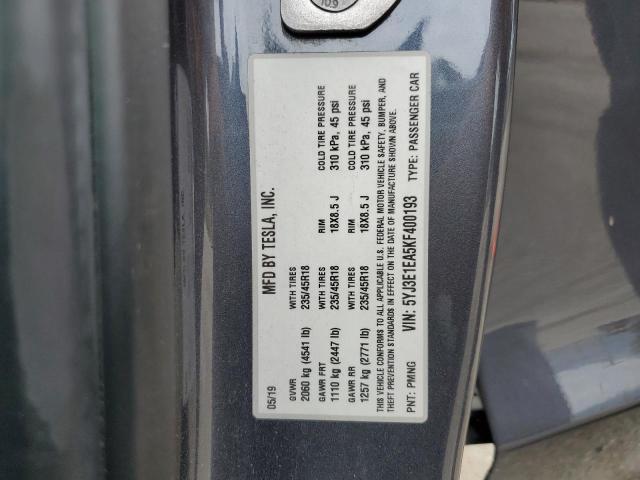 109
MFD BY TESLA, INC.
05/19
GVWR WITH TIRES RIM COLD TIRE PRESSURE
2060 kg (4541 lb) 235/45R18 18X8.5 J 310 kPa, 45 psi
GAWR FRT WITH TIRES RIM COLD TIRE PRESSURE
1110 kg (2447 lb) 235/45R18 18X8.5 J 310 kPa, 45 psi
GAWR RR WITH TIRES
1257 kg (2771 lb) 235/45R18
THIS VEHICLE CONFORMS TO ALL APPLICABLE U.S. FEDERAL MOTOR VEHICLE SAFETY, BUMPER, AND
THEFT PREVENTION STANDARDS IN EFFECT ON THE DATE OF MANUFACTURE SHOWN ABOVE.
PNT: PMNG VIN: 5YJ3E1EA5KF400193 TYPE: PASSENGER CAR